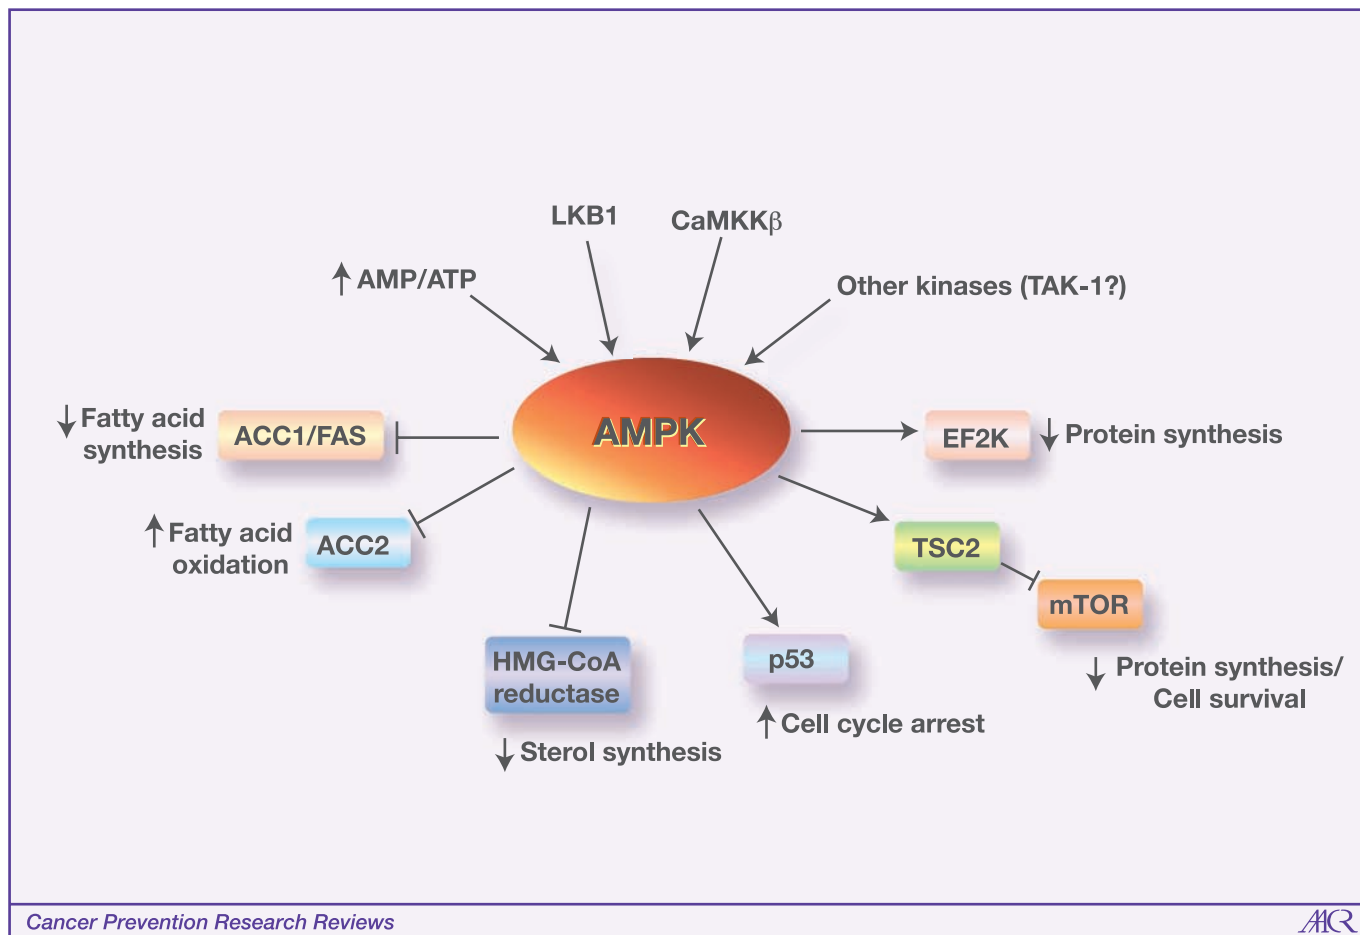 LKB1
CaMKKβ
↑ AMP/ATP
Other kinases (TAK-1?)
AMPK
↓ Fatty acid
synthesis
ACC1/FAS
EF2K
↓ Protein synthesis
↑ Fatty acid
oxidation
ACC2
TSC2
mTOR
HMG-CoA
reductase
p53
↓ Protein synthesis/
Cell survival
↑ Cell cycle arrest
↓ Sterol synthesis
Cancer Prevention Research Reviews
AACR